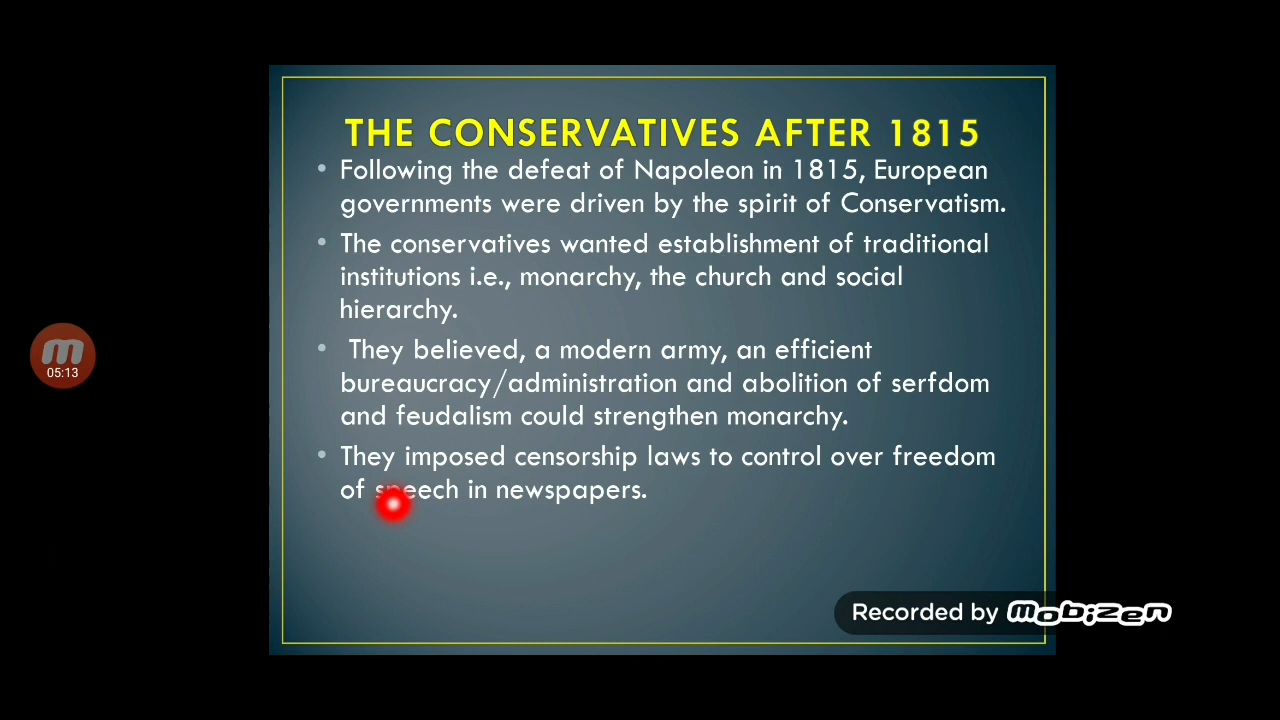 THE CONSERVATIVES AFTER 1815
• Following the defeat of Napoleon in 1815, European
governments were driven by the spirit of Conservatism.
• The conservatives wanted establishment of traditional
institutions i.e., monarchy, the church and social
hierarchy.
• They believed, a modern army, an efficient
bureaucracy/administration and abolition of serfdom
and feudalism could strengthen monarchy.
• They imposed censorship laws to control over freedom
of speech in newspapers.
m
05:13
Recorded by mobizen